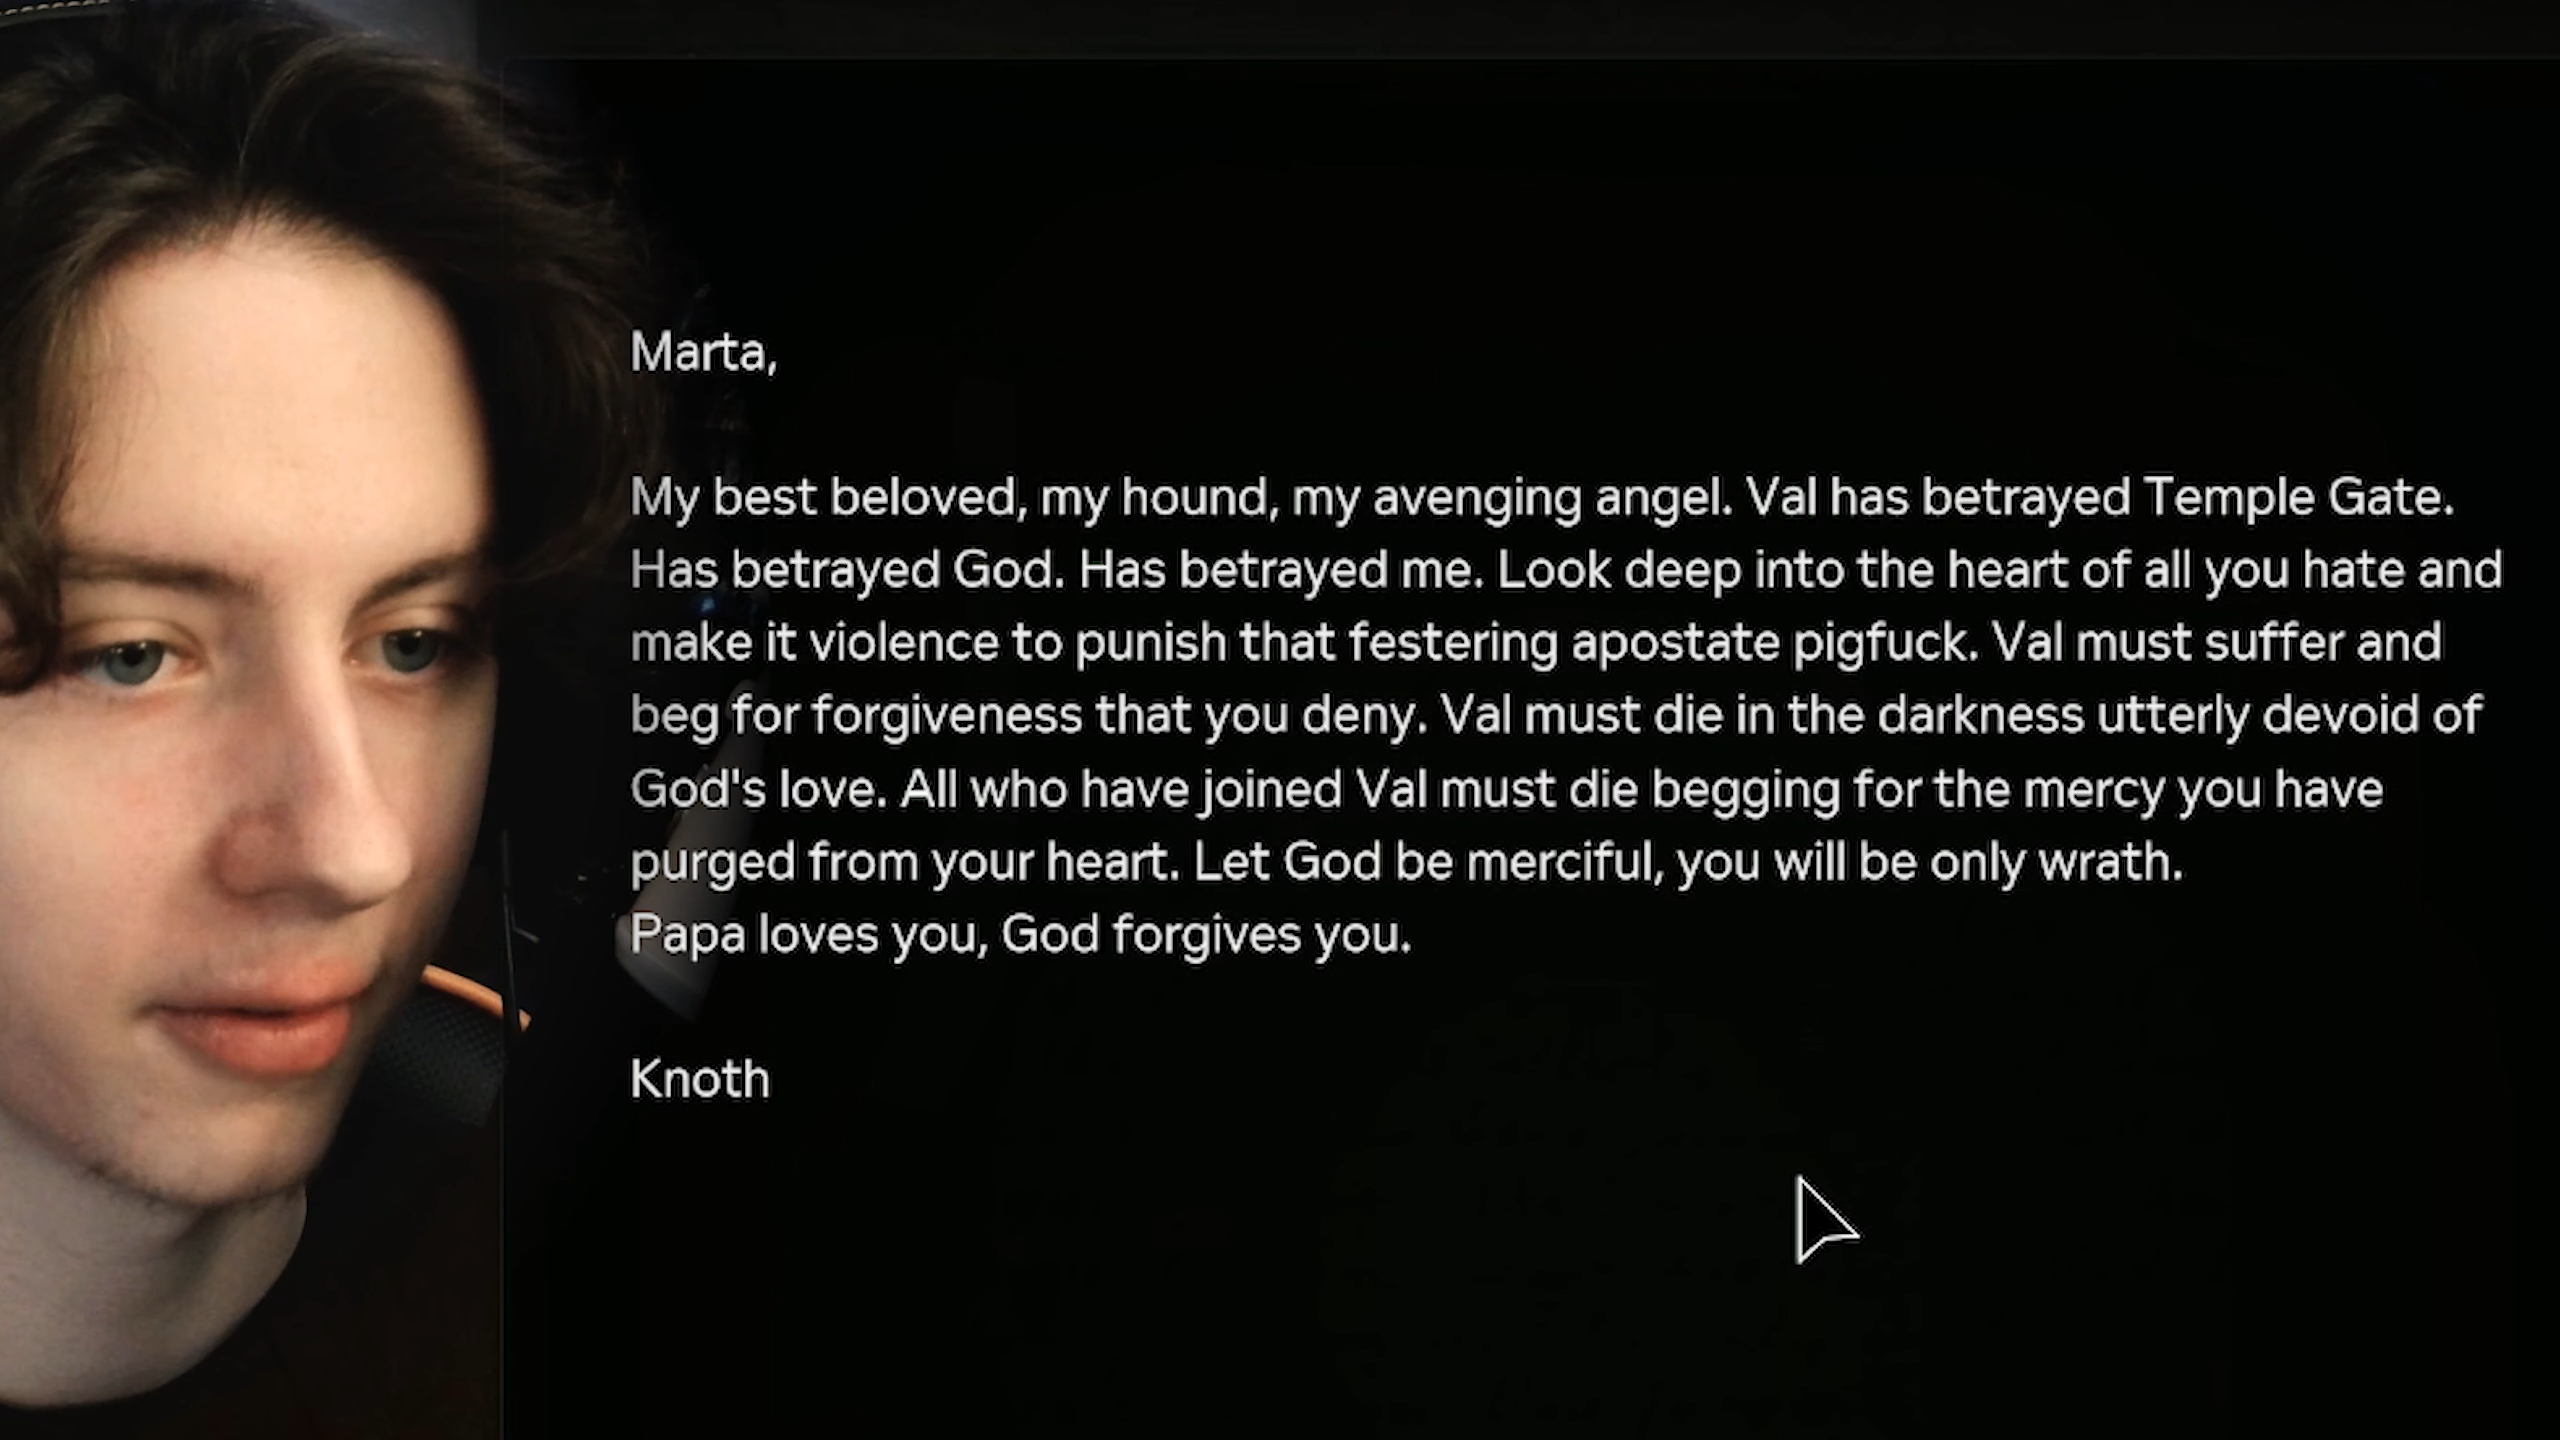 Marta,
My best beloved, my hound, my avenging angel. Val has betrayed Temple Gate.
Has betrayed God. Has betrayed me. Look deep into the heart of all you hate and
make it violence to punish that festering apostate pigfuck. Val must suffer and
beg for forgiveness that you deny. Val must die in the darkness utterly devoid of
God's love. All who have joined Val must die begging for the mercy you have
purged from your heart. Let God be merciful, you will be only wrath.
Papa loves you, God forgives you.
Knoth